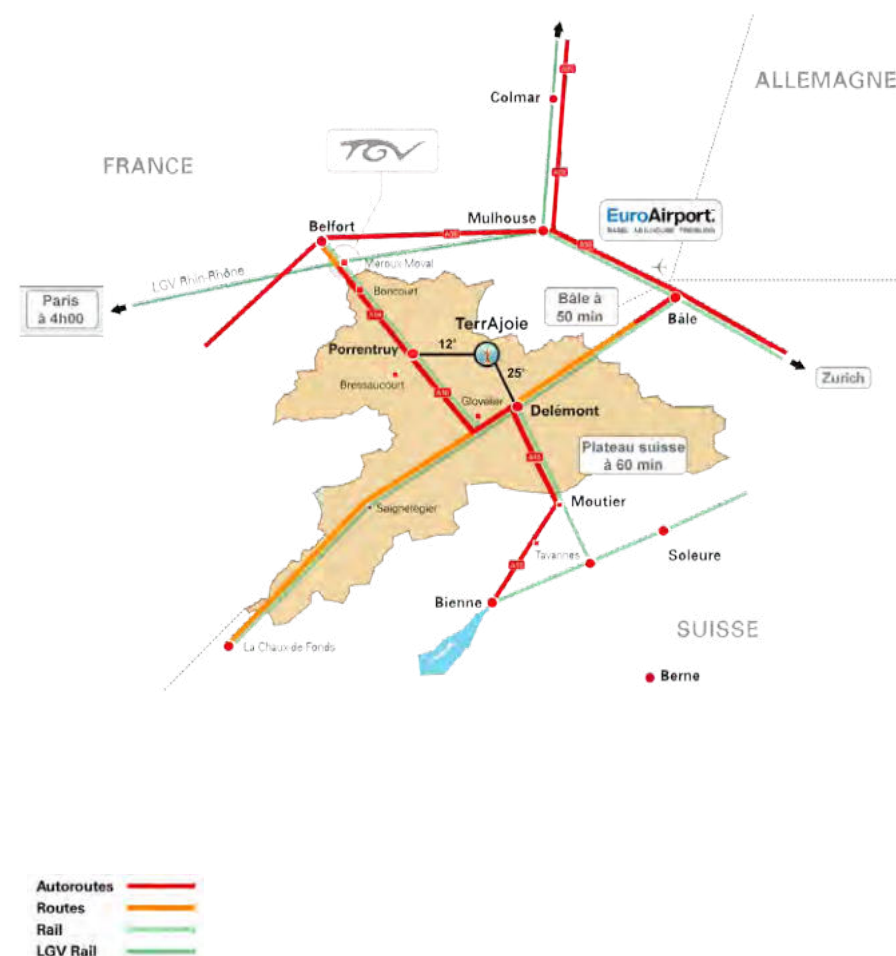 ALLEMAGNE
Colmar
FRANCE
TGV
Mulhouse
EuroAirport.
Belfort
Meroux Moval
LGV Rhin-Rhône
Paris
à 4h00
Boncourt
Bâle à
50 min
Bâle
TerrAjoie
Porrentruy
12'
25'
Zurich
Bressaucourt
Glovelier
Delémont
Plateau suisse
à 60 min
Moutier
Saignelégier
Tavannes
Soleure
Bienne
SUISSE
La Chaux-de-Fonds
Berne
Autoroutes
Routes
Rail
LGV Rail